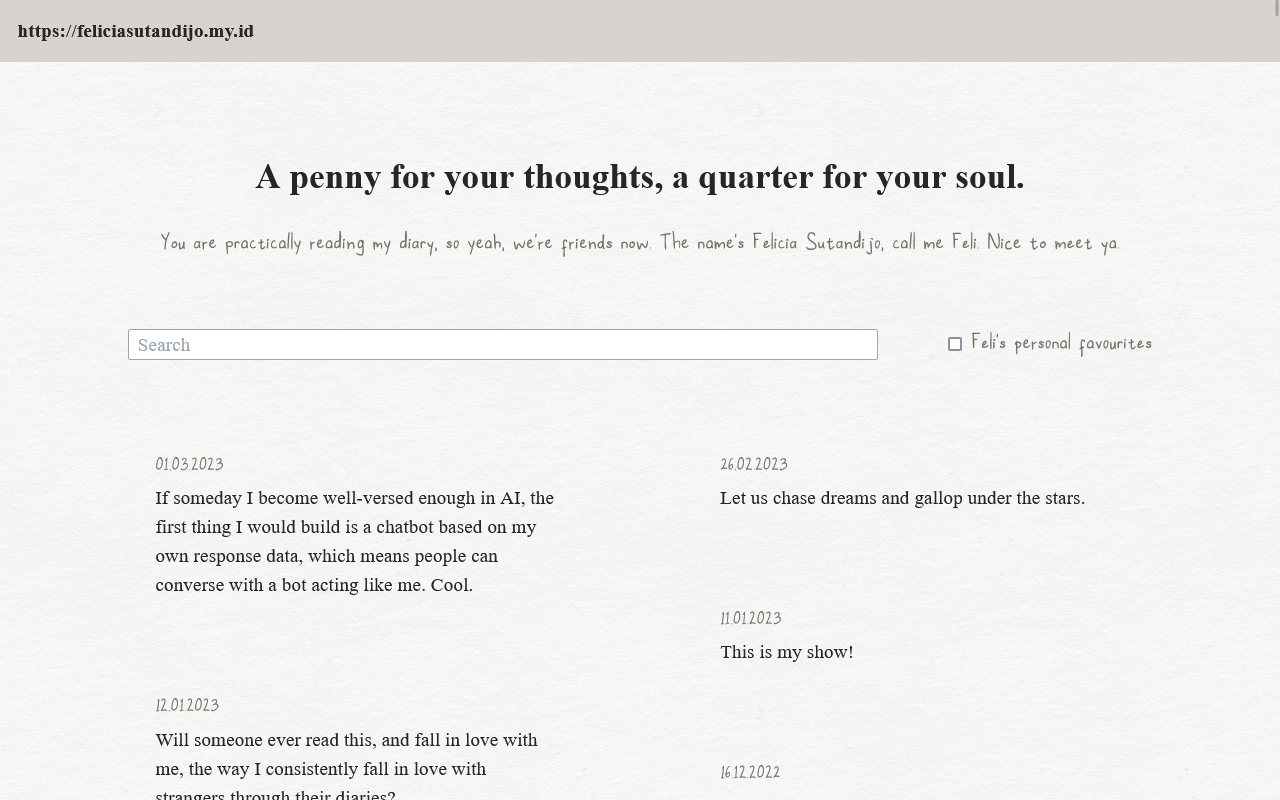 https://feliciasutandijo.my.id
A penny for your thoughts, a quarter for your soul.
You are practically reading my diary, so yeah, we're friends now. The name's Felicia Sutandijo, call me Feli. Nice to meet ya.
Search
Feli's personal favourites
01.03.2023
If someday I become well-versed enough in AI, the
first thing I would build is a chatbot based on my
own response data, which means people can
converse with a bot acting like me. Cool.
12.01.2023
Will someone ever read this, and fall in love with
me, the way I consistently fall in love with
strangers through their diaries?
26.02.2023
Let us chase dreams and gallop under the stars.
11.01.2023
This is my show!
16.12.2022